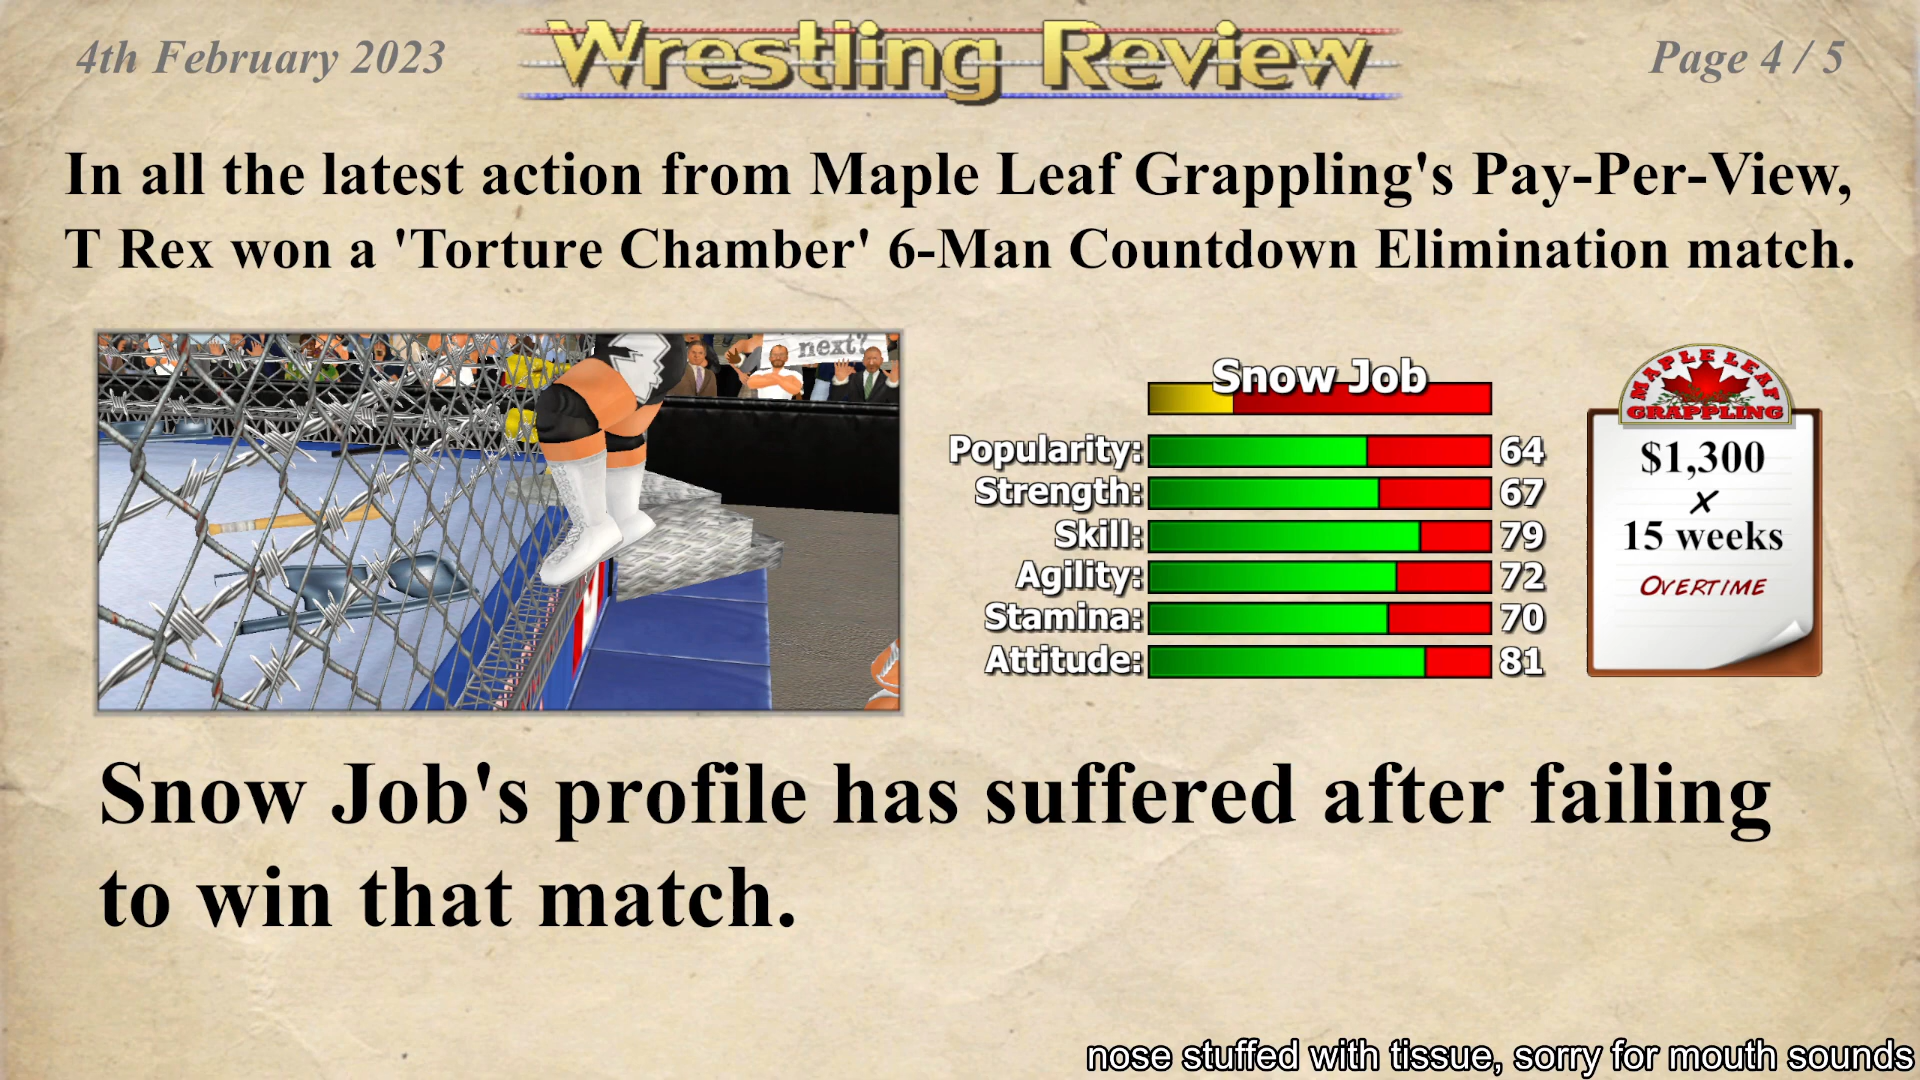 4th February 2023
Wrestling Review
Page 4 / 5
In all the latest action from Maple Leaf Grappling's Pay-Per-View,
T Rex won a 'Torture Chamber' 6-Man Countdown Elimination match.
next?
Snow Job
Popularity: 64
Strength: 67
Skill: 79
Agility: 72
Stamina: 70
Attitude: 81
MAPLE LEAF
GRAPPLING
$1,300
x
15 weeks
OVERTIME
Snow Job's profile has suffered after failing
to win that match.
nose stuffed with tissue, sorry for mouth sounds